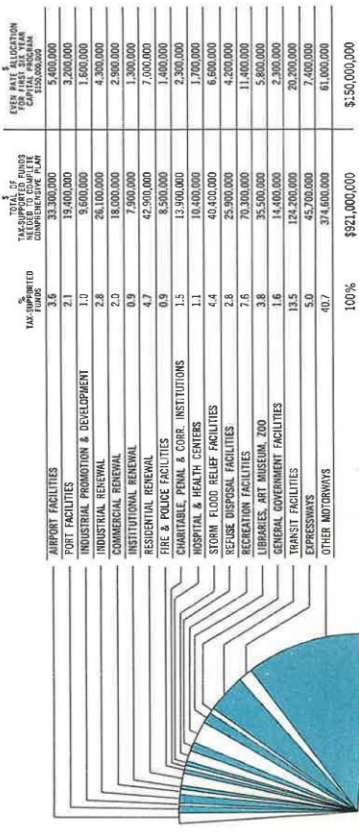 %
TAX-SUPPORTED
FUNDS
$
TOTAL OF
TAX-SUPPORTED FUNDS
NEEDED TO COMPLETE
COMPREHENSIVE PLAN
$
EVEN RATE ALLOCATION
FOR FIRST SIX YEAR
CAPITAL PROGRAM
$150,000,000
AIRPORT FACILITIES 3.6 33,300,000 5,400,000
PORT FACILITIES 2.1 19,400,000 3,200,000
INDUSTRIAL PROMOTION & DEVELOPMENT 1.0 9,600,000 1,600,000
INDUSTRIAL RENEWAL 2.8 26,100,000 4,300,000
COMMERCIAL RENEWAL 2.0 18,000,000 2,900,000
INSTITUTIONAL RENEWAL 0.9 7,900,000 1,300,000
RESIDENTIAL RENEWAL 4.7 42,900,000 7,000,000
FIRE & POLICE FACILITIES 0.9 8,500,000 1,400,000
CHARITABLE, PENAL & CORR. INSTITUTIONS 1.5 13,900,000 2,300,000
HOSPITAL & HEALTH CENTERS 1.1 10,400,000 1,700,000
STORM FLOOD RELIEF FACILITIES 4.4 40,400,000 6,600,000
REFUSE DISPOSAL FACILITIES 2.8 25,900,000 4,200,000
RECREATION FACILITIES 7.6 70,300,000 11,400,000
LIBRARIES, ART MUSEUM, ZOO 3.8 35,500,000 5,800,000
GENERAL GOVERNMENT FACILITIES 1.6 14,400,000 2,300,000
TRANSIT FACILITIES 13.5 124,200,000 20,200,000
EXPRESSWAYS 5.0 45,700,000 7,400,000
OTHER MOTORWAYS 40.7 374,600,000 61,000,000
100% $921,000,000 $150,000,000